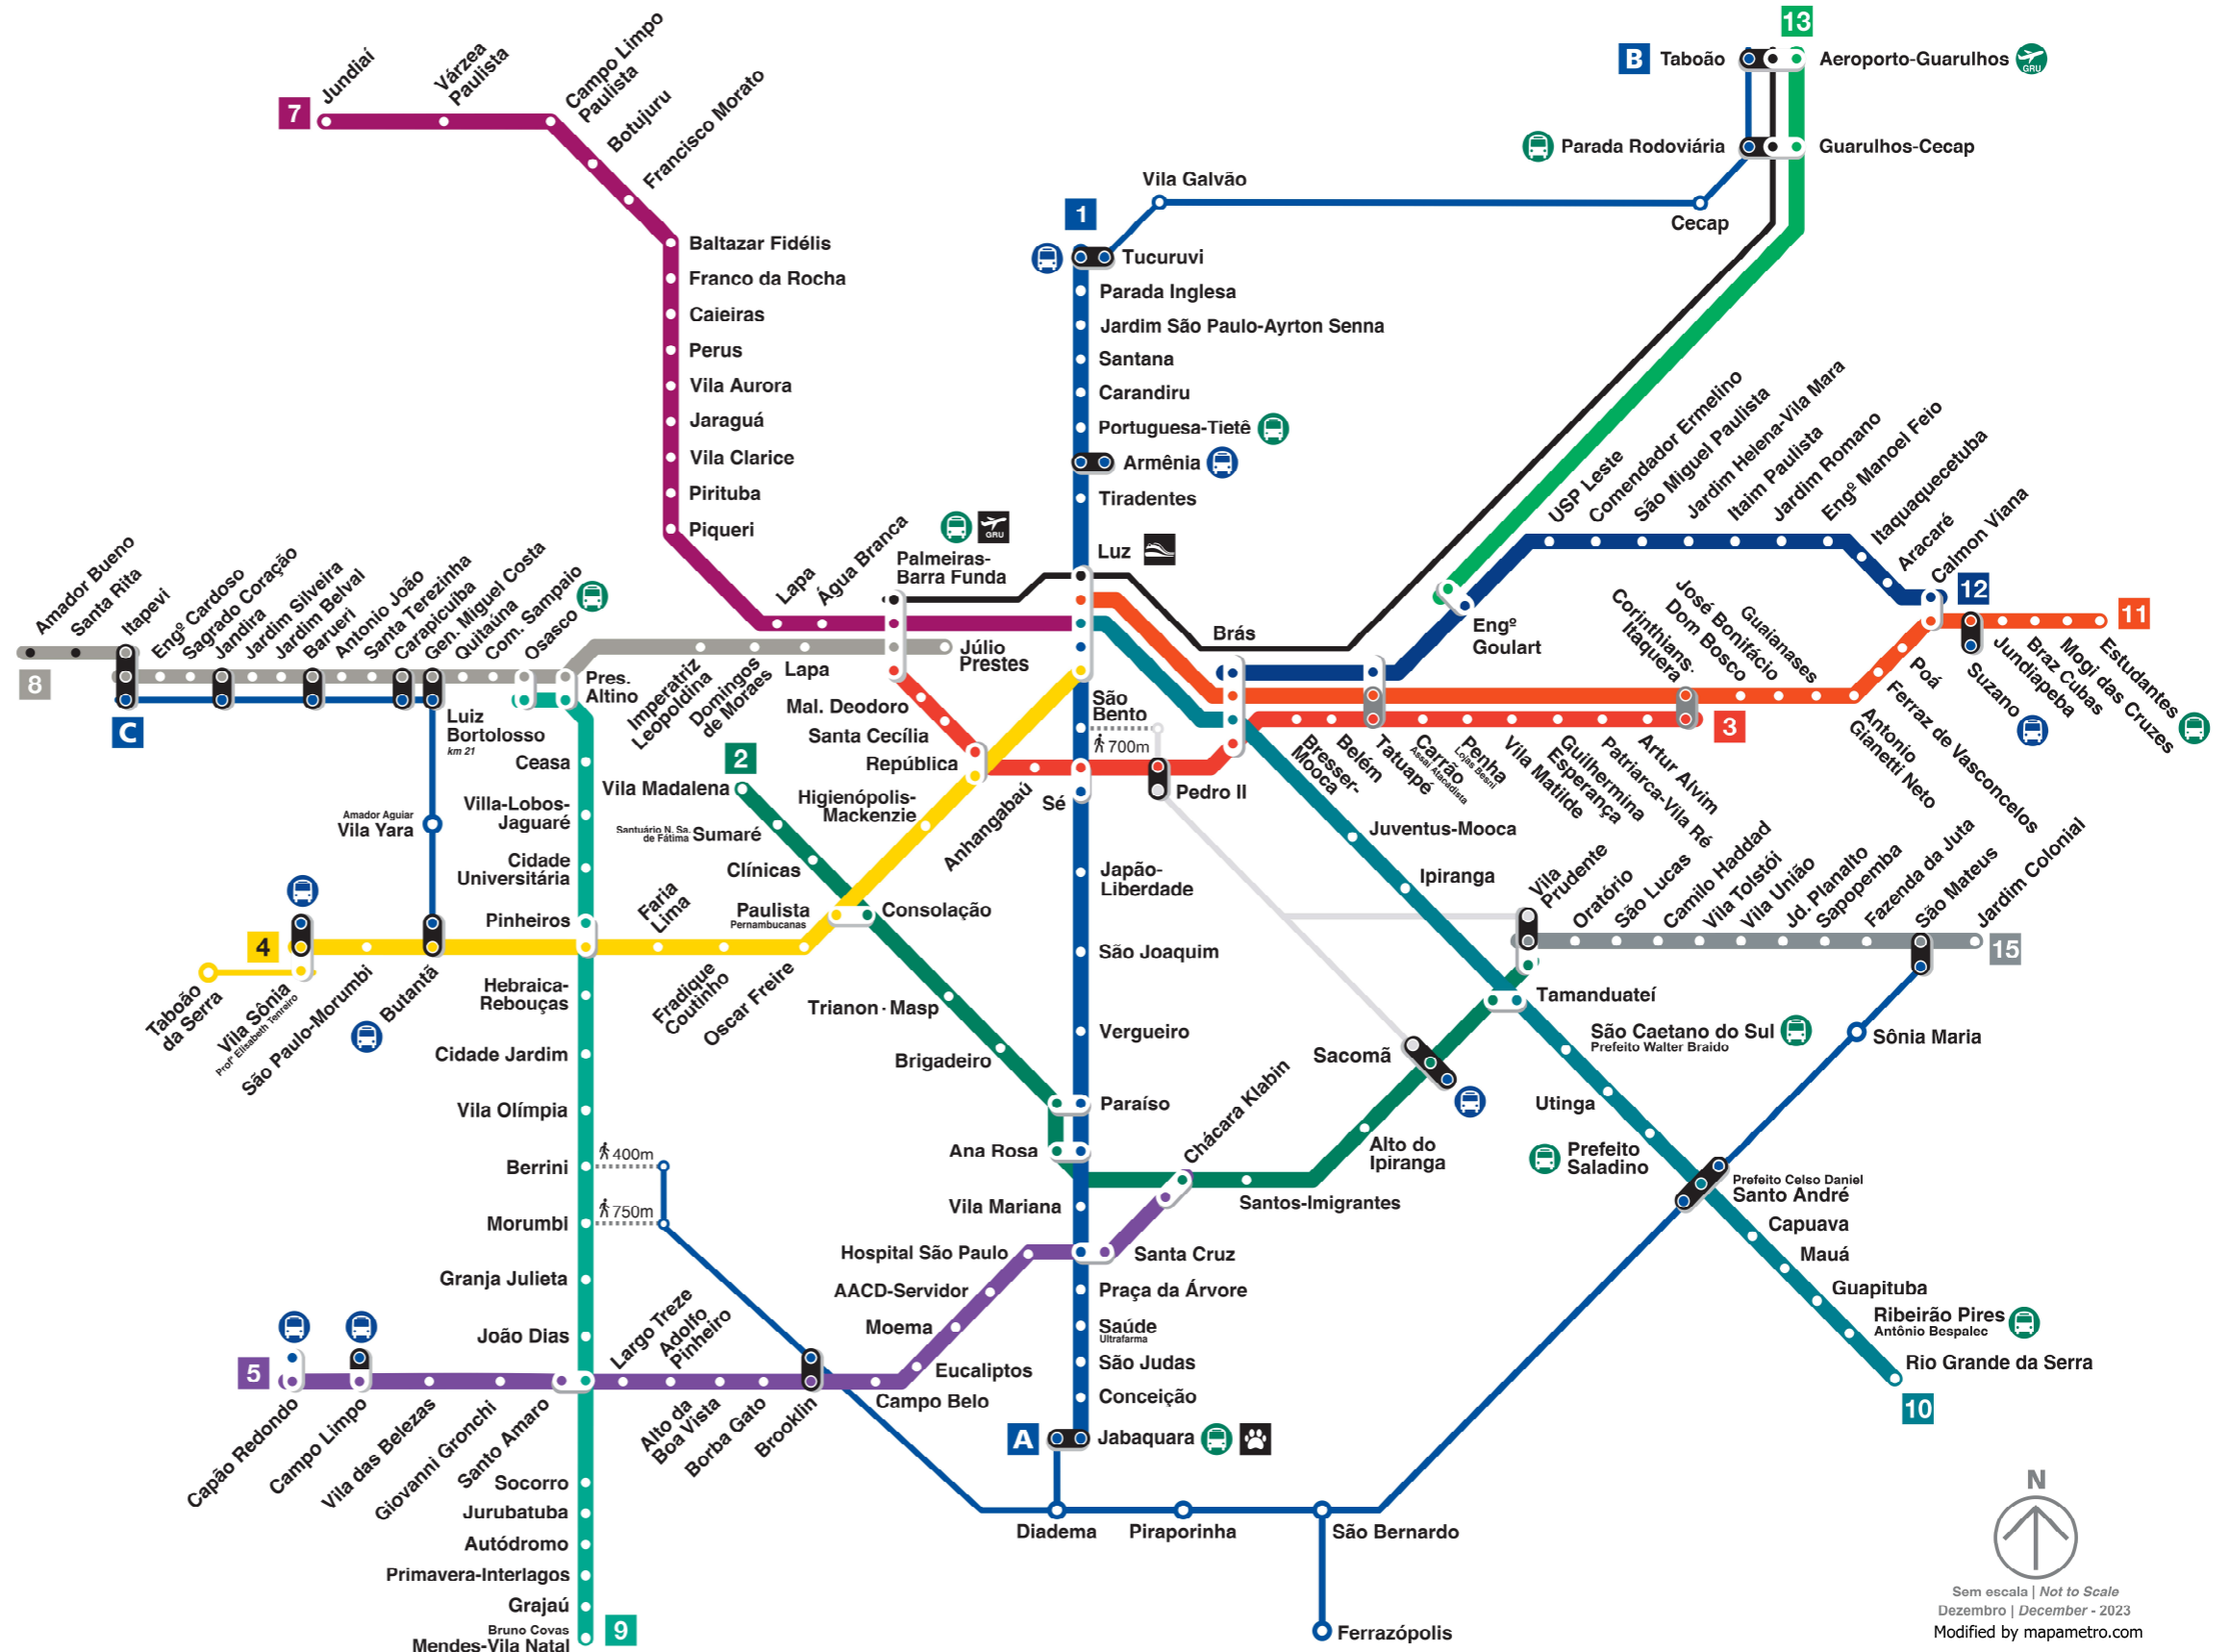 13
B
Taboão
Aeroporto-Guarulhos
GRU
Parada Rodoviária
Guarulhos-Cecap
Vila Galvão
Cecap
7
Jundiaí
Várzea
Paulista
Campo Limpo
Paulista
Botujuru
Francisco Morato
Baltazar Fidélis
Franco da Rocha
Caieiras
Perus
Vila Aurora
Jaraguá
Vila Clarice
Pirituba
Piqueri
Lapa
Água Branca
Palmeiras-
Barra Funda
GRU
1
Tucuruvi
Parada Inglesa
Jardim São Paulo-Ayrton Senna
Santana
Carandiru
Portuguesa-Tietê
Armênia
Tiradentes
Luz
São
Bento
700m
Sé
Japão-
Liberdade
São Joaquim
Vergueiro
Paraíso
Ana Rosa
Vila Mariana
Santa Cruz
Praça da Árvore
Saúde
Ultrafarma
São Judas
Conceição
A
Jabaquara
Amador Bueno
Santa Rita
Itapevi
Engº Cardoso
Sagrado Coração
Jandira
Jardim Silveira
Jardim Belval
Barueri
Antonio João
Santa Terezinha
Carapicuíba
Gen. Miguel Costa
Quitaúna
Com. Sampaio
Osasco
8
C
Pres.
Altino
Imperatriz
Leopoldina
Domingos
de Moraes
Lapa
Júlio
Prestes
Luiz
Bortolosso
km 21
Amador Aguiar
Vila Yara
Ceasa
Villa-Lobos-
Jaguaré
Cidade
Universitária
Pinheiros
Hebraica-
Rebouças
Cidade Jardim
Vila Olímpia
Berrini
400m
Morumbi
750m
Granja Julieta
João Dias
Socorro
Jurubatuba
Autódromo
Primavera-Interlagos
Grajaú
Bruno Covas
Mendes-Vila Natal
9
4
Taboão
da Serra
Vila Sônia
Profª Elisabeth Tenreiro
São Paulo-Morumbi
Butantã
Faria
Lima
Fradique
Coutinho
Oscar Freire
Paulista
Pernambucanas
Higienópolis-
Mackenzie
República
2
Vila Madalena
Santuário N. Sa.
de Fátima
Sumaré
Clínicas
Consolação
Trianon-Masp
Brigadeiro
Chácara Klabin
Santos-Imigrantes
Alto do
Ipiranga
Sacomã
Tamanduateí
Vila
Prudente
Mal. Deodoro
Santa Cecília
Anhangabaú
Pedro II
Brás
Bresser-
Mooca
Belém
Tatuapé
Carrão
Assaí Atacadista
Penha
Lojas Besni
Vila Matilde
Guilhermina
Esperança
Patriarca-Vila Ré
Artur Alvim
Corinthians-
Itaquera
3
Dom Bosco
José Bonifácio
Guaianases
Antonio
Gianetti Neto
Ferraz de Vasconcelos
Poá
Calmon Viana
Suzano
Jundiapeba
Braz Cubas
Mogi das Cruzes
Estudantes
11
12
Engº
Goulart
USP Leste
Comendador Ermelino
São Miguel Paulista
Jardim Helena-Vila Mara
Itaim Paulista
Jardim Romano
Engº Manoel Feio
Itaquaquecetuba
Aracaré
Oratório
São Lucas
Camilo Haddad
Vila Tolstói
Vila União
Jd. Planalto
Sapopemba
Fazenda da Juta
São Mateus
Jardim Colonial
15
Juventus-Mooca
Ipiranga
São Caetano do Sul
Prefeito Walter Braido
Utinga
Prefeito
Saladino
Prefeito Celso Daniel
Santo André
Capuava
Mauá
Guapituba
Ribeirão Pires
Antônio Bespalec
Rio Grande da Serra
10
Sônia Maria
5
Capão Redondo
Campo Limpo
Vila das Belezas
Giovanni Gronchi
Santo Amaro
Largo Treze
Adolfo
Pinheiro
Alto da
Boa Vista
Borba Gato
Brooklin
Campo Belo
Eucaliptos
Moema
AACD-Servidor
Hospital São Paulo
Diadema
Piraporinha
São Bernardo
Ferrazópolis
N
Sem escala | Not to Scale
Dezembro | December - 2023
Modified by mapametro.com